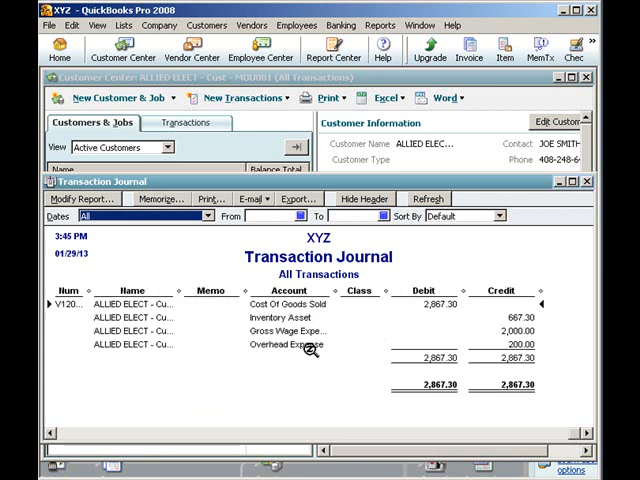 XYZ - QuickBooks Pro 2008
File Edit View Lists Company Customers Vendors Employees Banking Reports Window Help
Home Customer Center Vendor Center Employee Center Report Center Help Upgrade Invoice Item MemTx Chec »
Customer Center: ALLIED ELECT - Cust - MOU001 (All Transactions)
New Customer & Job New Transactions Print Excel Word
Customers & Jobs Transactions
Customer Information Edit Custom
View Active Customers
Customer Name ALLIED ELEC... Contact JOE SMITH
Customer Type Phone 408-248-6
Name Balance Total
Transaction Journal
Modify Report... Memorize... Print... E-mail Export... Hide Header Refresh
Dates All From To Sort By Default
3:45 PM XYZ
01/29/13 Transaction Journal
All Transactions
Num Name Memo Account Class Debit Credit
V120... ALLIED ELECT - Cu... Cost Of Goods Sold 2,867.30
ALLIED ELECT - Cu... Inventory Asset 667.30
ALLIED ELECT - Cu... Gross Wage Expe... 2,000.00
ALLIED ELECT - Cu... Overhead Expense 200.00
2,867.30 2,867.30
2,867.30 2,867.30
options